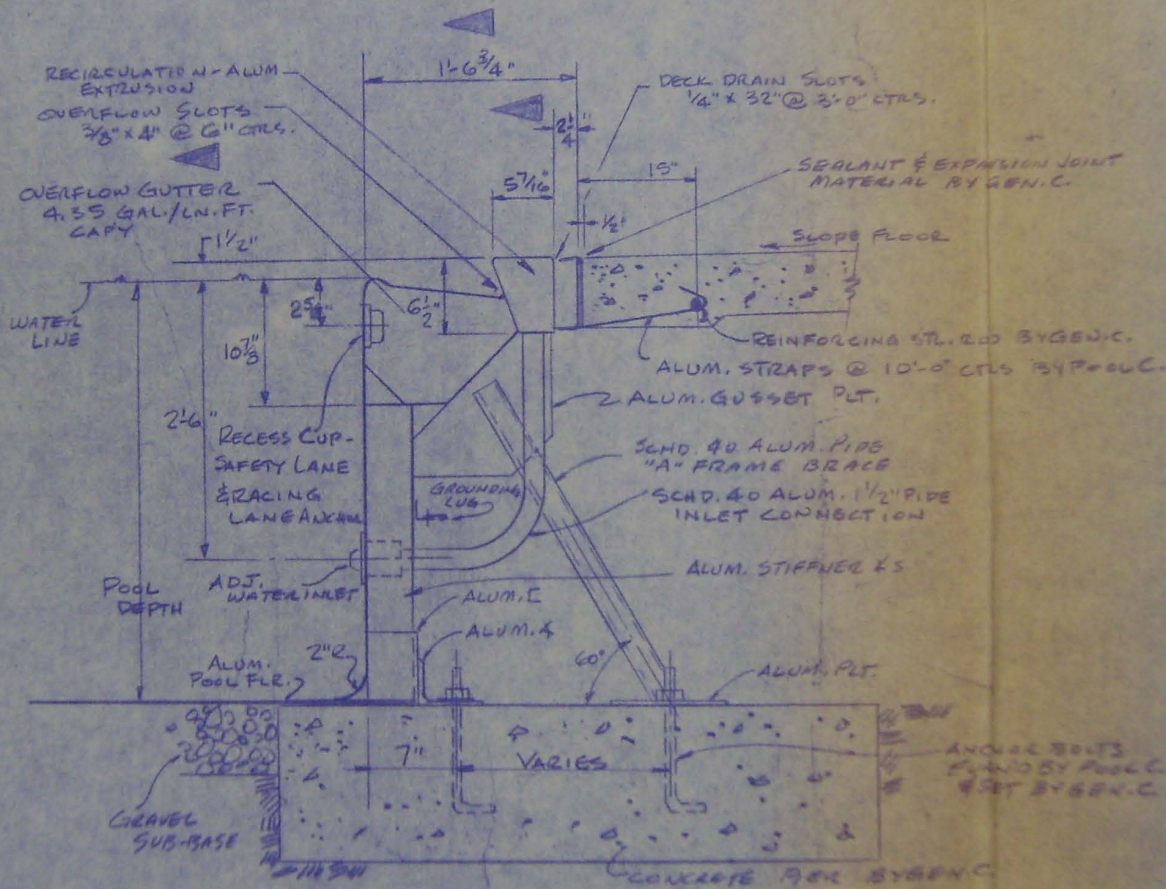 1'-6 3/4"
RECIRCULATION-ALUM
EXTRUSION
OVERFLOW SLOTS
3/8" X 4" @ 6" CTRS.
OVERFLOW GUTTER
4.35 GAL./LN.FT.
CAPY
DECK DRAIN SLOTS
1/4" X 32" @ 3'-0" CTRS.
2 1/4"
SEALANT & EXPANSION JOINT
MATERIAL BY GEN.C.
15"
5 7/16"
1/2"
SLOPE FLOOR
1 1/2"
WATER
LINE
6 1/2"
10 7/8"
2'-6"
REINFORCING STL. ROD BY GEN.C.
ALUM. STRAPS @ 10'-0" CTRS BY POOL C.
ALUM. GUSSET PLT.
RECESS CUP-
SAFETY LANE
& RACING
LANE ANCHOR
SCHD. 40 ALUM. PIPE
"A" FRAME BRACE
GROUNDING
LUG
SCHD. 40 ALUM. 1 1/2" PIPE
INLET CONNECTION
ALUM. STIFFNER
POOL
DEPTH
ADJ.
WATER INLET
ALUM. [
ALUM.
2"R
60°
ALUM.
POOL FLR.
ALUM. PLT.
7"
VARIES
ANCHOR BOLTS
BY POOL C.
& SET BY GEN.C.
GRAVEL
SUB-BASE
CONCRETE PIER BY GEN.C.